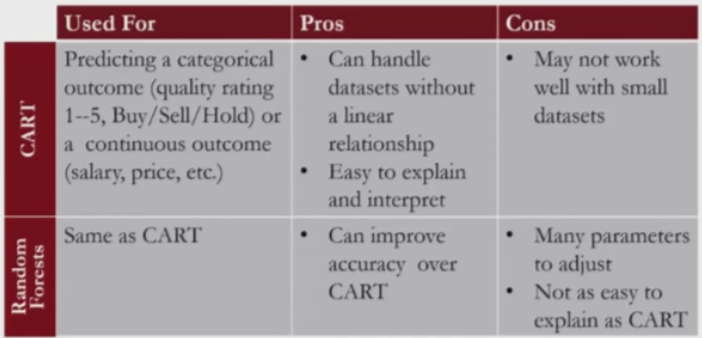 Used For
Pros
Cons
CART
Predicting a categorical
outcome (quality rating
1--5, Buy/Sell/Hold) or
a continuous outcome
(salary, price, etc.)
• Can handle
datasets without
a linear
relationship
• Easy to explain
and interpret
• May not work
well with small
datasets
Random
Forests
Same as CART
• Can improve
accuracy over
CART
• Many parameters
to adjust
• Not as easy to
explain as CART